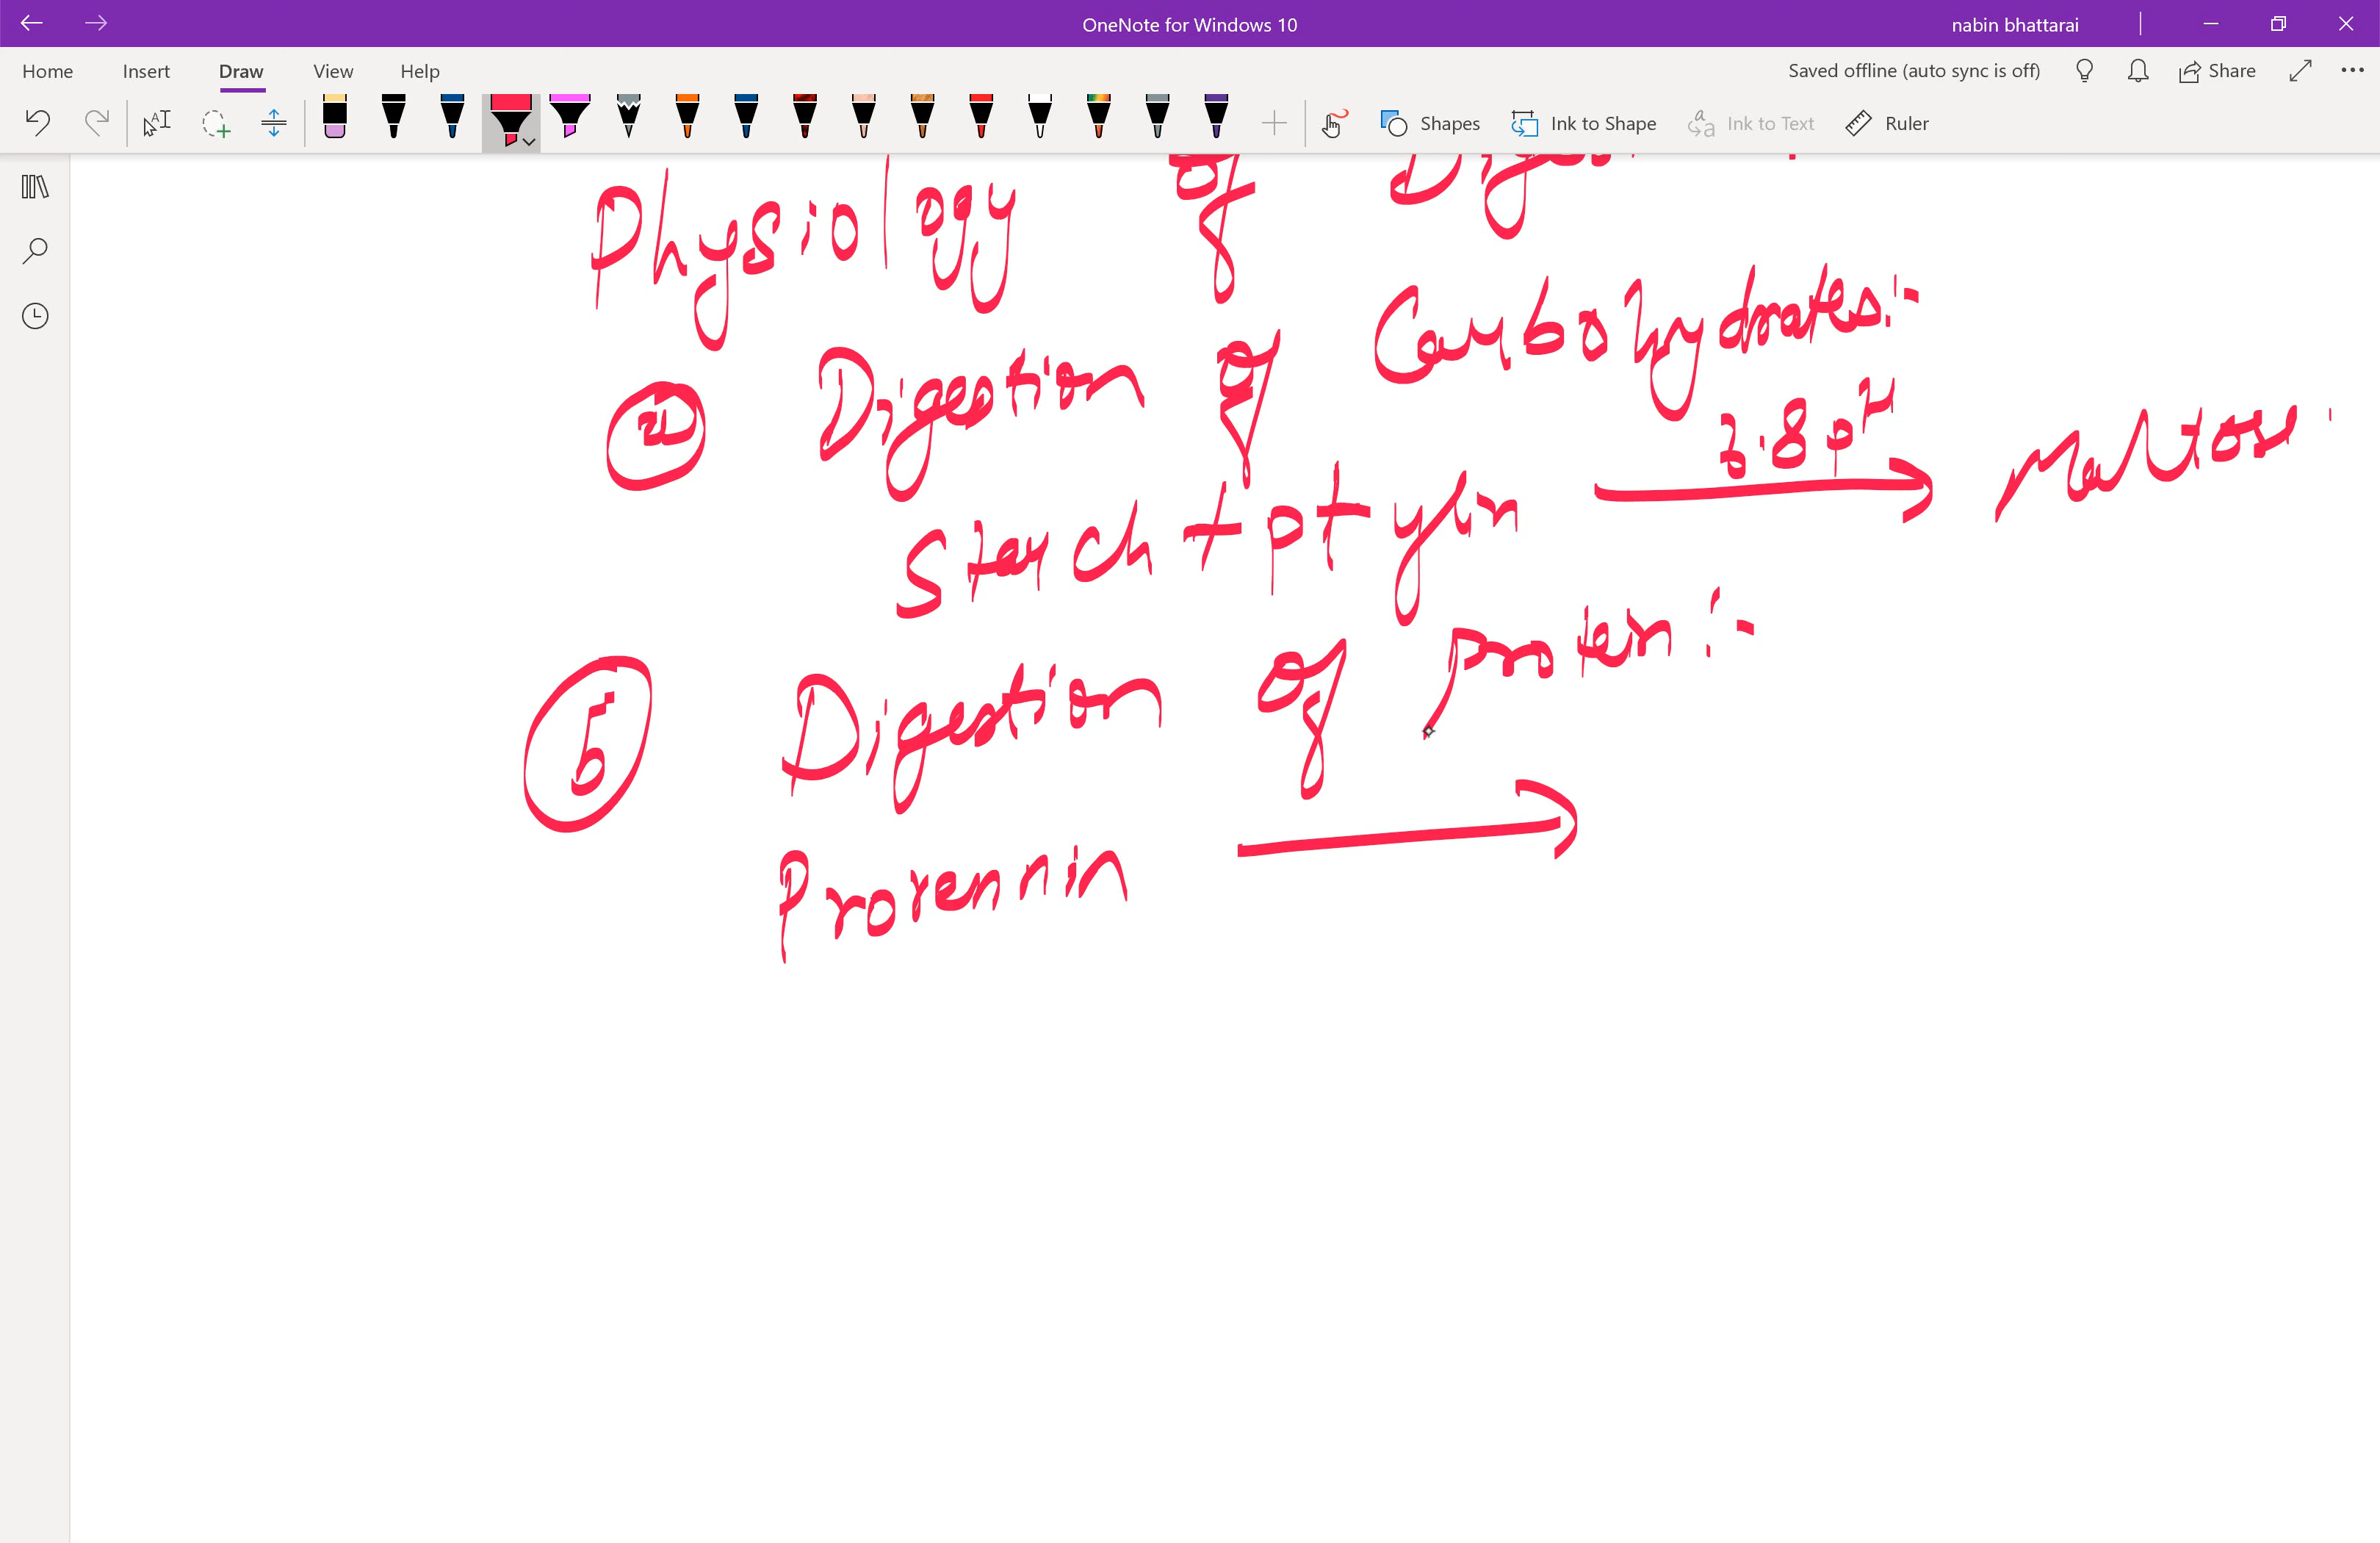 OneNote for Windows 10
nabin bhattarai
Home Insert Draw View Help
Saved offline (auto sync is off)
Share
Shapes
Ink to Shape
Ink to Text
Ruler
Physiology of
a Digestion of Carbohydrates:-
Starch + ptylin 3.8 pH Maltose.
b Digestion of protein:-
Prorennin